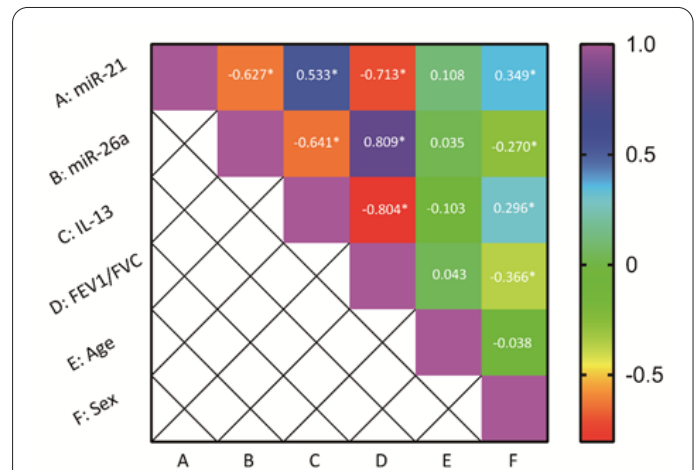 A: miR-21 -0.627* 0.533* -0.713* 0.108 0.349* 1.0
B: miR-26a -0.641* 0.809* 0.035 -0.270* 0.5
C: IL-13 -0.804* -0.103 0.296* 0
D: FEV1/FVC 0.043 -0.366*
E: Age -0.038 -0.5
F: Sex
A B C D E F